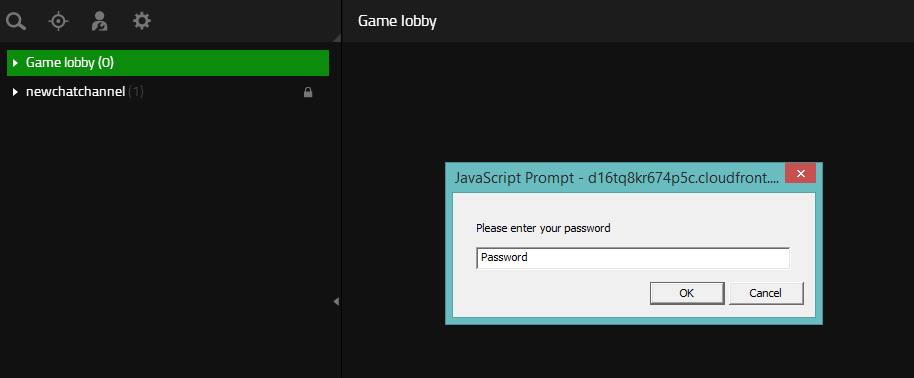 Game lobby
Game lobby (0)
newchatchannel (1)
JavaScript Prompt - d16tq8kr674p5c.cloudfront....
Please enter your password
Password
OK
Cancel